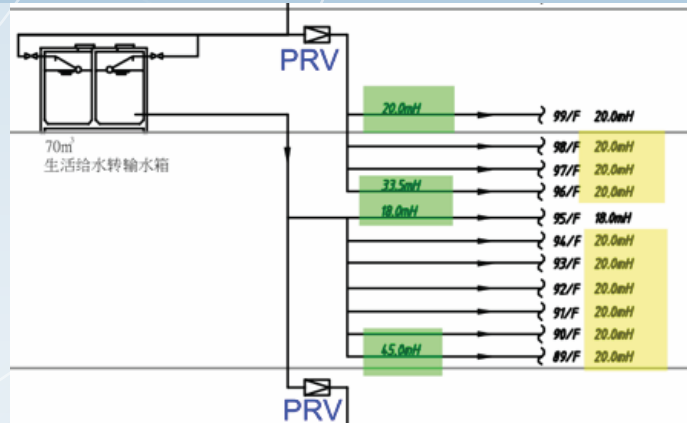 PRV
20.0mH 99/F 20.0mH
98/F 20.0mH
97/F 20.0mH
33.5mH 96/F 20.0mH
18.0mH 95/F 18.0mH
94/F 20.0mH
93/F 20.0mH
92/F 20.0mH
91/F 20.0mH
90/F 20.0mH
45.0mH 89/F 20.0mH
70m³
生活给水转输水箱
PRV